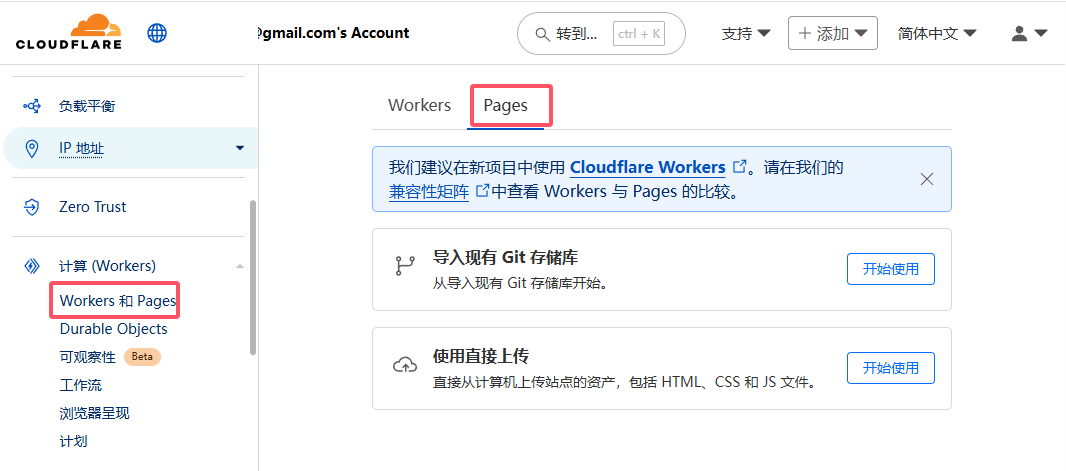 CLOUDFLARE
@gmail.com's Account
转到...
ctrl + K
支持
添加
简体中文
负载平衡
IP 地址
Zero Trust
计算 (Workers)
Workers 和 Pages
Durable Objects
可观察性 Beta
工作流
浏览器呈现
计划
Workers
Pages
我们建议在新项目中使用 Cloudflare Workers 。请在我们的
兼容性矩阵 中查看 Workers 与 Pages 的比较。
导入现有 Git 存储库
从导入现有 Git 存储库开始。
开始使用
使用直接上传
直接从计算机上传站点的资产，包括 HTML、CSS 和 JS 文件。
开始使用